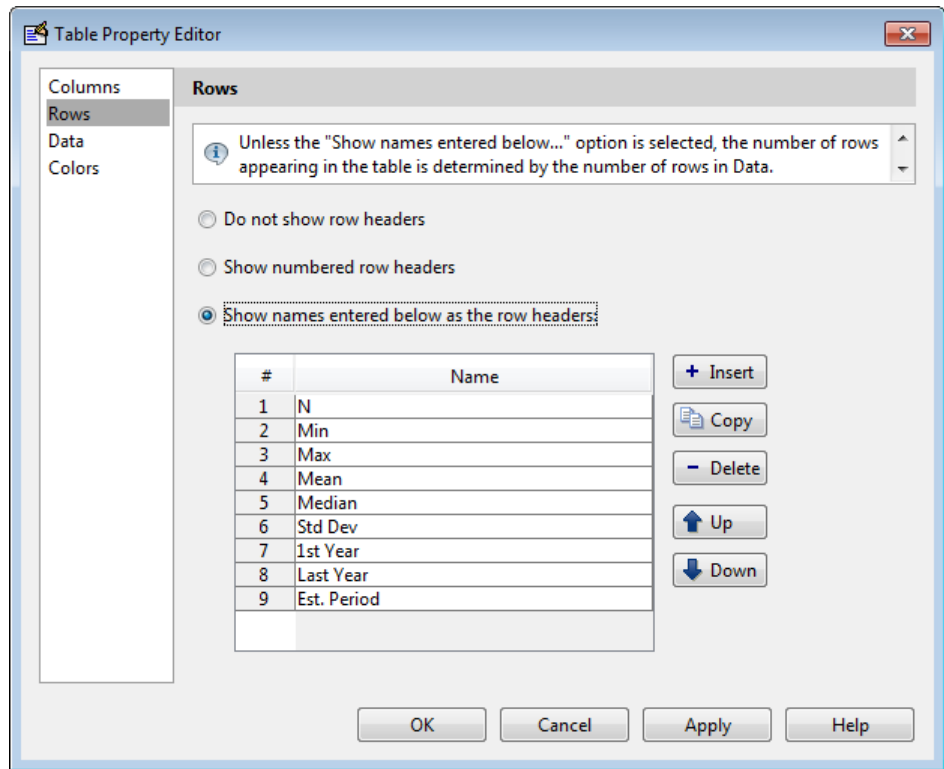 Table Property Editor
Columns
Rows
Data
Colors
Rows
Unless the "Show names entered below..." option is selected, the number of rows
appearing in the table is determined by the number of rows in Data.
Do not show row headers
Show numbered row headers
Show names entered below as the row headers:
# Name
1 N
2 Min
3 Max
4 Mean
5 Median
6 Std Dev
7 1st Year
8 Last Year
9 Est. Period
+ Insert
Copy
- Delete
Up
Down
OK Cancel Apply Help